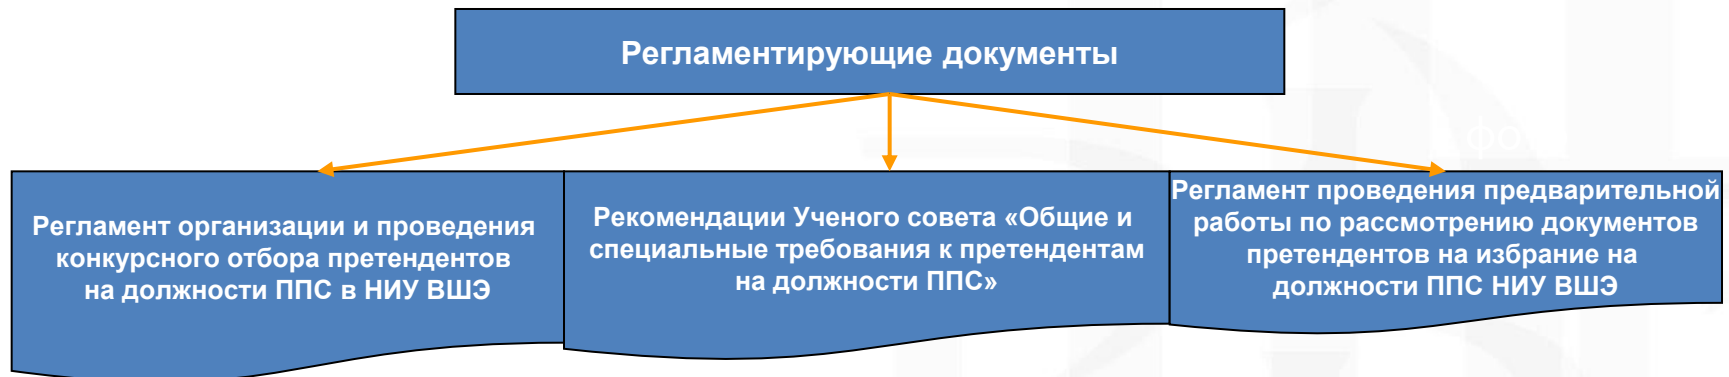 Регламентирующие документы
Регламент организации и проведения
конкурсного отбора претендентов
на должности ППС в НИУ ВШЭ
Рекомендации Ученого совета «Общие и
специальные требования к претендентам
на должности ППС»
Регламент проведения предварительной
работы по рассмотрению документов
претендентов на избрание на
должности ППС НИУ ВШЭ